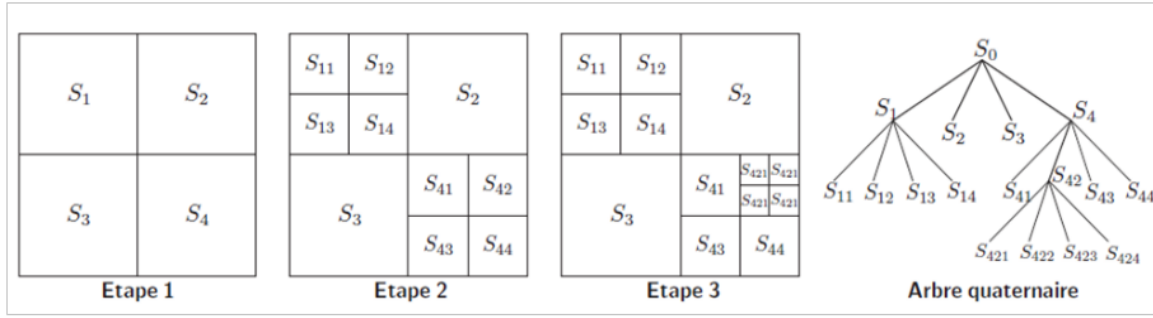 S₁ S₂
S₃ S₄
Etape 1
S₁₁ S₁₂
S₂
S₁₃ S₁₄
S₄₁ S₄₂
S₃
S₄₃ S₄₄
Etape 2
S₁₁ S₁₂
S₂
S₁₃ S₁₄
S₄₁ S₄₂₁ S₄₂₁
S₄₂₁ S₄₂₁
S₃
S₄₃ S₄₄
Etape 3
S₀
S₁ S₂ S₃ S₄
S₁₁ S₁₂ S₁₃ S₁₄ S₄₁ S₄₂ S₄₃ S₄₄
S₄₂₁ S₄₂₂ S₄₂₃ S₄₂₄
Arbre quaternaire